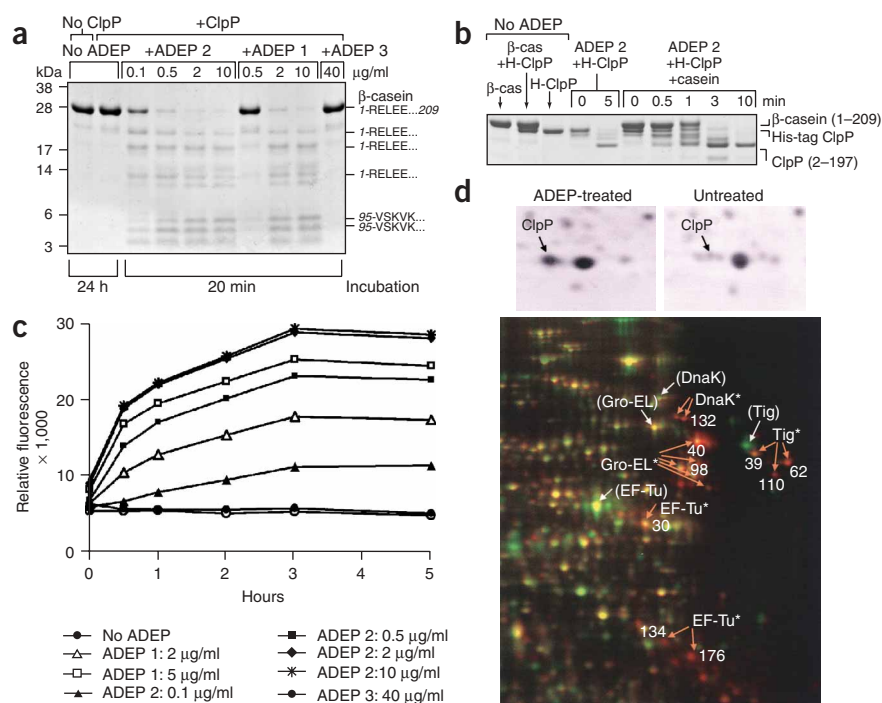 a
No ClpP
+ClpP
No ADEP
+ADEP 2
+ADEP 1
+ADEP 3
kDa
0.1
0.5
2
10
0.5
2
10
40
μg/ml
38
28
17
14
6
3
β-casein
1-RELEE...209
1-RELEE...
1-RELEE...
1-RELEE...
95-VSKVK...
95-VSKVK...
24 h
20 min
Incubation
b
No ADEP
β-cas
+H-ClpP
β-cas
H-ClpP
ADEP 2
+H-ClpP
ADEP 2
+H-ClpP
+casein
0
5
0
0.5
1
3
10
min
β-casein (1–209)
His-tag ClpP
ClpP (2–197)
c
Relative fluorescence
× 1,000
30
20
10
0
0
1
2
3
4
5
Hours
No ADEP
ADEP 1: 2 μg/ml
ADEP 1: 5 μg/ml
ADEP 2: 0.1 μg/ml
ADEP 2: 0.5 μg/ml
ADEP 2: 2 μg/ml
ADEP 2:10 μg/ml
ADEP 3: 40 μg/ml
d
ADEP-treated
Untreated
ClpP
ClpP
(DnaK)
DnaK*
132
(Gro-EL)
(Tig)
Tig*
40
39
62
Gro-EL*
98
110
(EF-Tu)
EF-Tu*
30
134
EF-Tu*
176